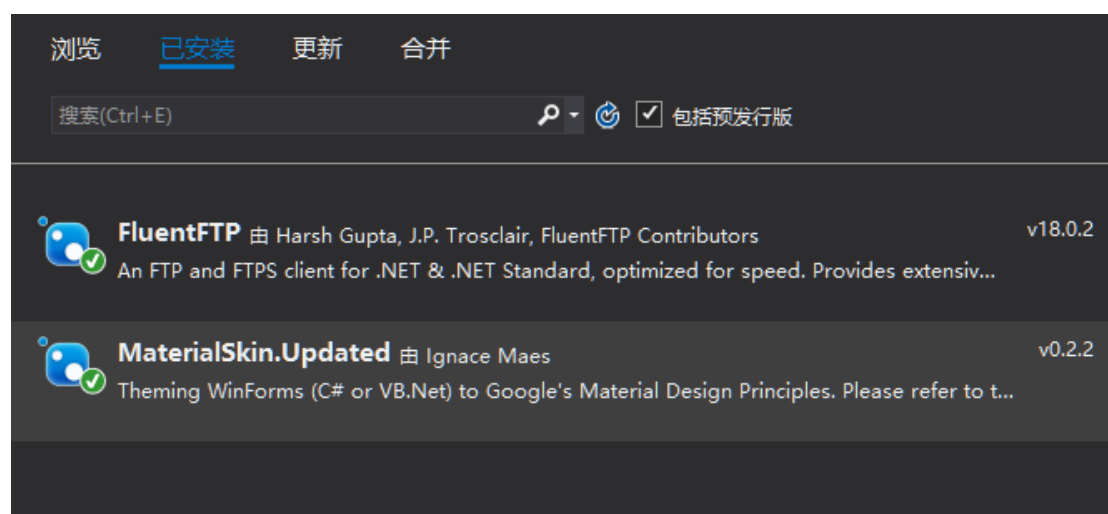 浏览 已安装 更新 合并
搜索(Ctrl+E) 包括预发行版
FluentFTP 由 Harsh Gupta, J.P. Trosclair, FluentFTP Contributors v18.0.2
An FTP and FTPS client for .NET & .NET Standard, optimized for speed. Provides extensiv...
MaterialSkin.Updated 由 Ignace Maes v0.2.2
Theming WinForms (C# or VB.Net) to Google's Material Design Principles. Please refer to t...